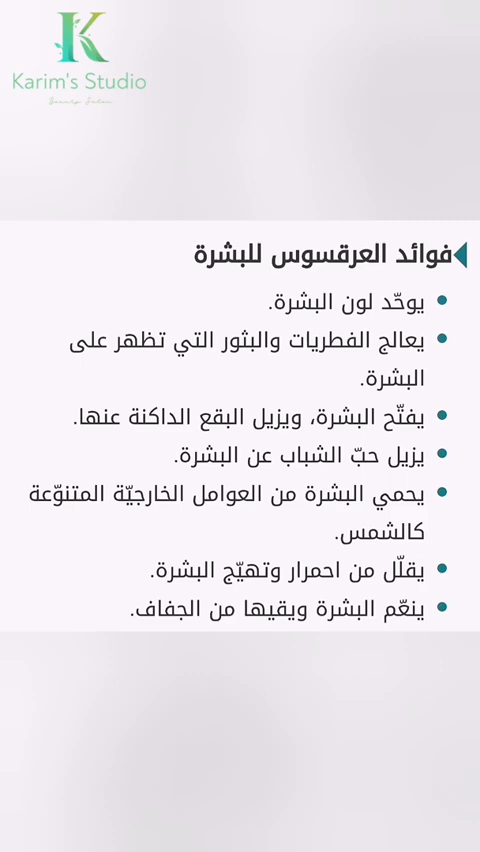 K
Karim's Studio
Beauty Salon
فوائد العرقسوس للبشرة
يوحّد لون البشرة.
يعالج الفطريات والبثور التي تظهر على
البشرة.
يفتّح البشرة، ويزيل البقع الداكنة عنها.
يزيل حبّ الشباب عن البشرة.
يحمي البشرة من العوامل الخارجيّة المتنوّعة
كالشمس.
يقلّل من احمرار وتهيّج البشرة.
ينعّم البشرة ويقيها من الجفاف.